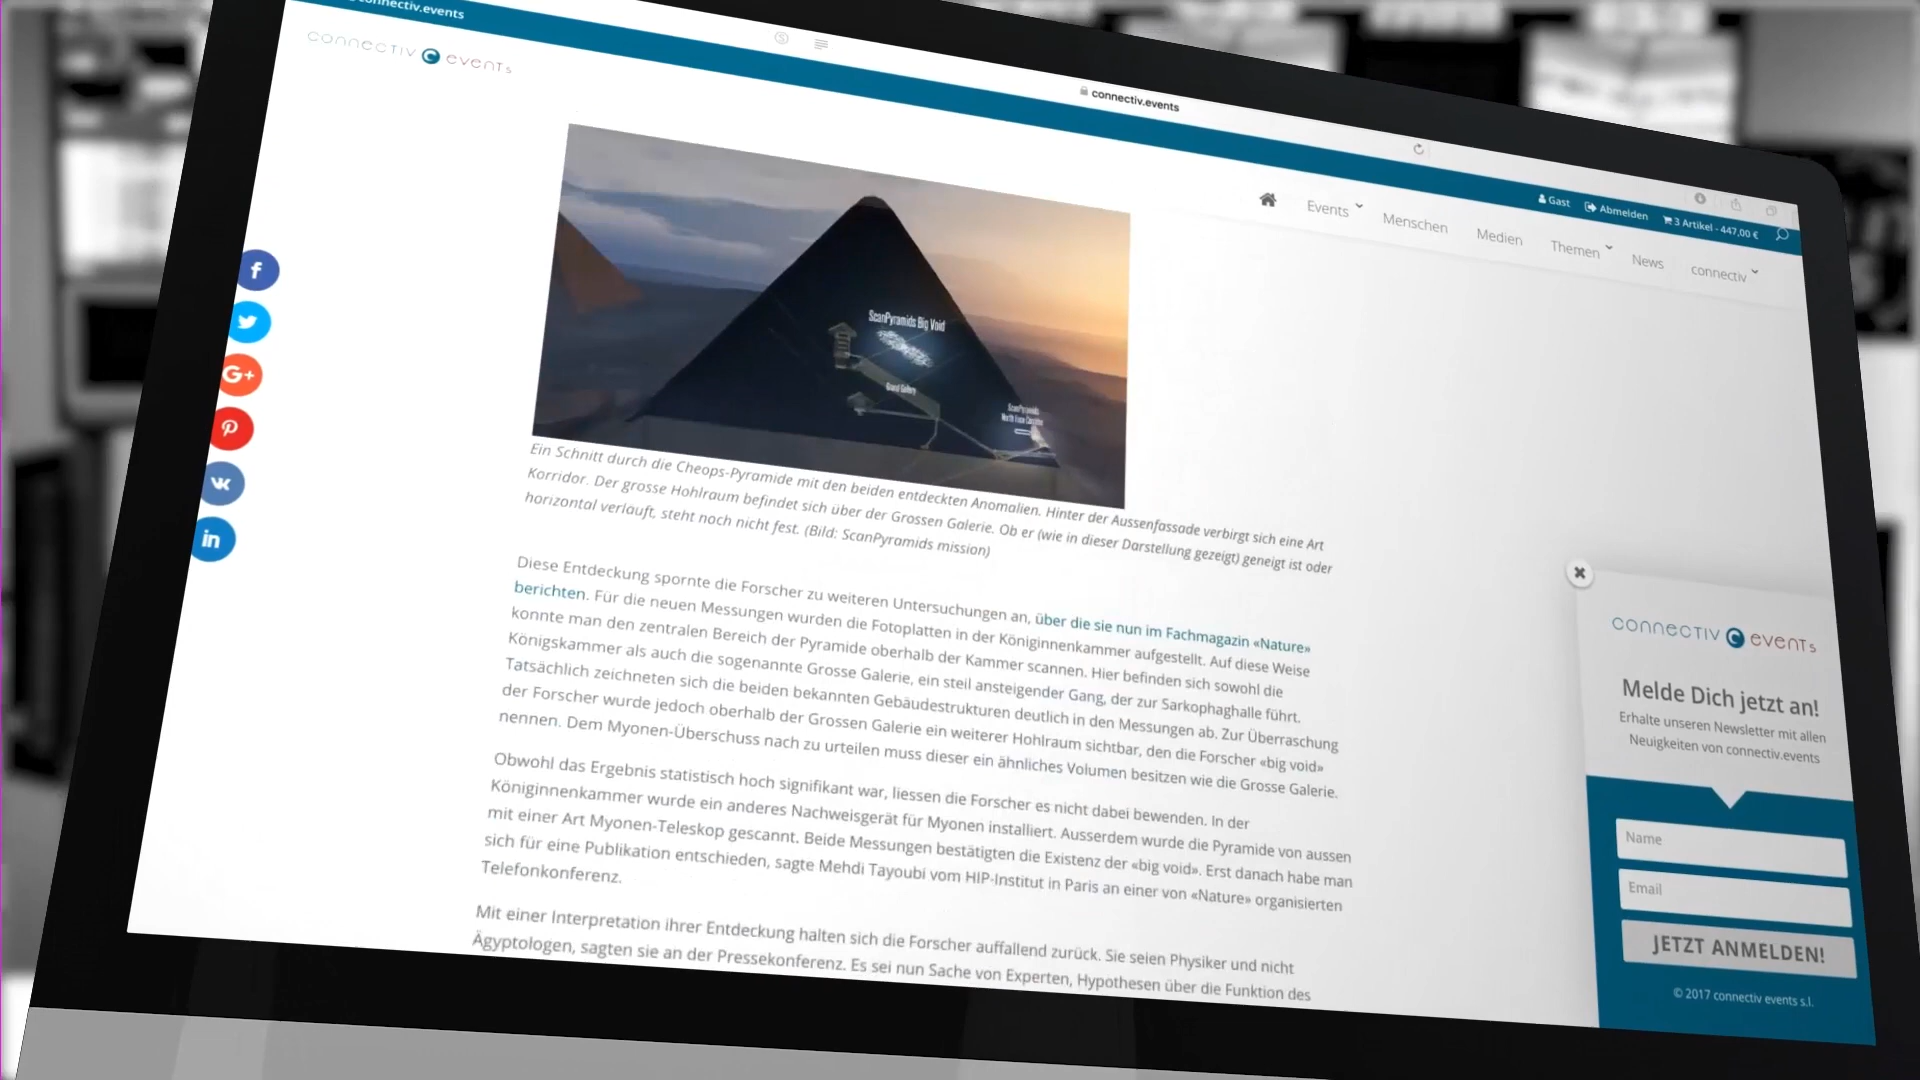 connectiv.events
connectiv.events
connectiv events
Gast
Abmelden
3 Artikel - 447,00 €
Events
Menschen
Medien
Themen
News
connectiv
ScanPyramids Big Void
Grand Gallery
ScanPyramids
North Face Corridor
Ein Schnitt durch die Cheops-Pyramide mit den beiden entdeckten Anomalien. Hinter der Aussenfassade verbirgt sich eine Art
Korridor. Der grosse Hohlraum befindet sich über der Grossen Galerie. Ob er (wie in dieser Darstellung gezeigt) geneigt ist oder
horizontal verläuft, steht noch nicht fest. (Bild: ScanPyramids mission)
Diese Entdeckung spornte die Forscher zu weiteren Untersuchungen an, über die sie nun im Fachmagazin «Nature»
berichten. Für die neuen Messungen wurden die Fotoplatten in der Königinnenkammer aufgestellt. Auf diese Weise
konnte man den zentralen Bereich der Pyramide oberhalb der Kammer scannen. Hier befinden sich sowohl die
Königskammer als auch die sogenannte Grosse Galerie, ein steil ansteigender Gang, der zur Sarkophaghalle führt.
Tatsächlich zeichneten sich die beiden bekannten Gebäudestrukturen deutlich in den Messungen ab. Zur Überraschung
der Forscher wurde jedoch oberhalb der Grossen Galerie ein weiterer Hohlraum sichtbar, den die Forscher «big void»
nennen. Dem Myonen-Überschuss nach zu urteilen muss dieser ein ähnliches Volumen besitzen wie die Grosse Galerie.
Obwohl das Ergebnis statistisch hoch signifikant war, liessen die Forscher es nicht dabei bewenden. In der
Königinnenkammer wurde ein anderes Nachweisgerät für Myonen installiert. Ausserdem wurde die Pyramide von aussen
mit einer Art Myonen-Teleskop gescannt. Beide Messungen bestätigten die Existenz der «big void». Erst danach habe man
sich für eine Publikation entschieden, sagte Mehdi Tayoubi vom HIP-Institut in Paris an einer von «Nature» organisierten
Telefonkonferenz.
Mit einer Interpretation ihrer Entdeckung halten sich die Forscher auffallend zurück. Sie seien Physiker und nicht
Ägyptologen, sagten sie an der Pressekonferenz. Es sei nun Sache von Experten, Hypothesen über die Funktion des
connectiv events
Melde Dich jetzt an!
Erhalte unseren Newsletter mit allen
Neuigkeiten von connectiv.events
Name
Email
JETZT ANMELDEN!
© 2017 connectiv events s.l.